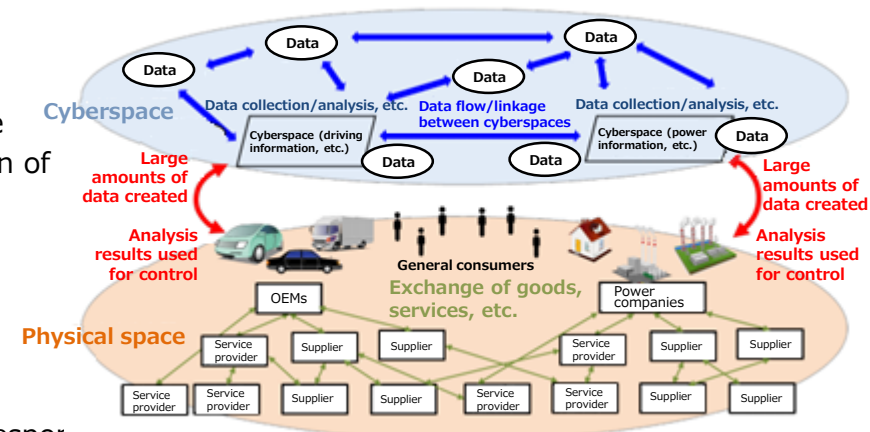 Data
Data
Data
Data
Cyberspace
Data collection/analysis, etc.
Data flow/linkage
between cyberspaces
Data collection/analysis, etc.
Cyberspace (driving
information, etc.)
Cyberspace (power
information, etc.)
Data
Data
Data
n of
Large
amounts of
data created
Large
amounts of
data created
Analysis
results used
for control
Analysis
results used
for control
General consumers
Exchange of goods,
services, etc.
OEMs
Power
companies
Physical space
Service
provider
Supplier
Supplier
Service
provider
Supplier
Supplier
Service
provider
Service
provider
Supplier
Supplier
Service
provider
Service
provider
Supplier
Supplier